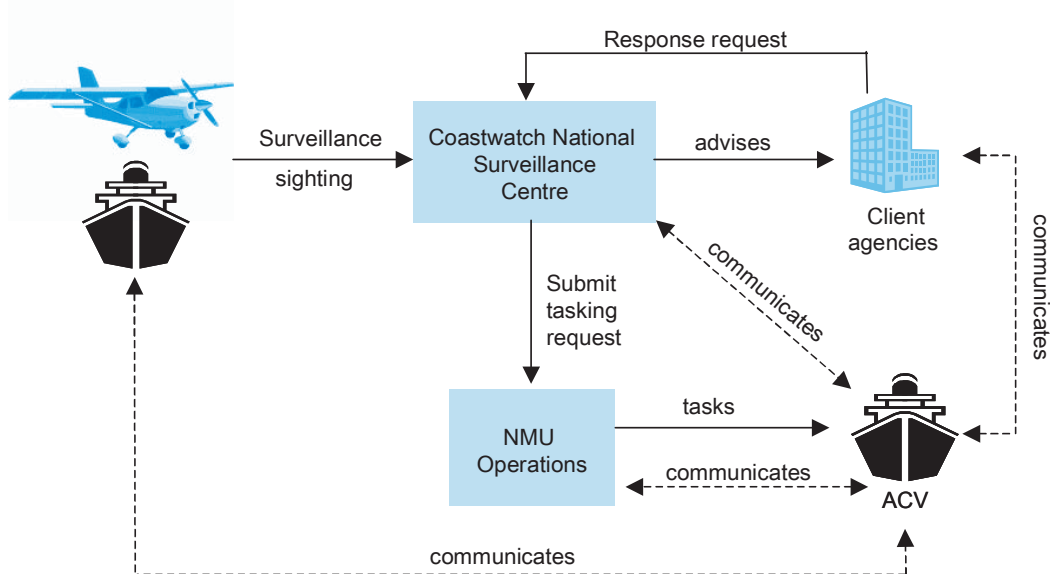 Response request
Surveillance
sighting
Coastwatch National
Surveillance
Centre
advises
Client
agencies
communicates
communicates
Submit
tasking
request
NMU
Operations
tasks
communicates
ACV
communicates